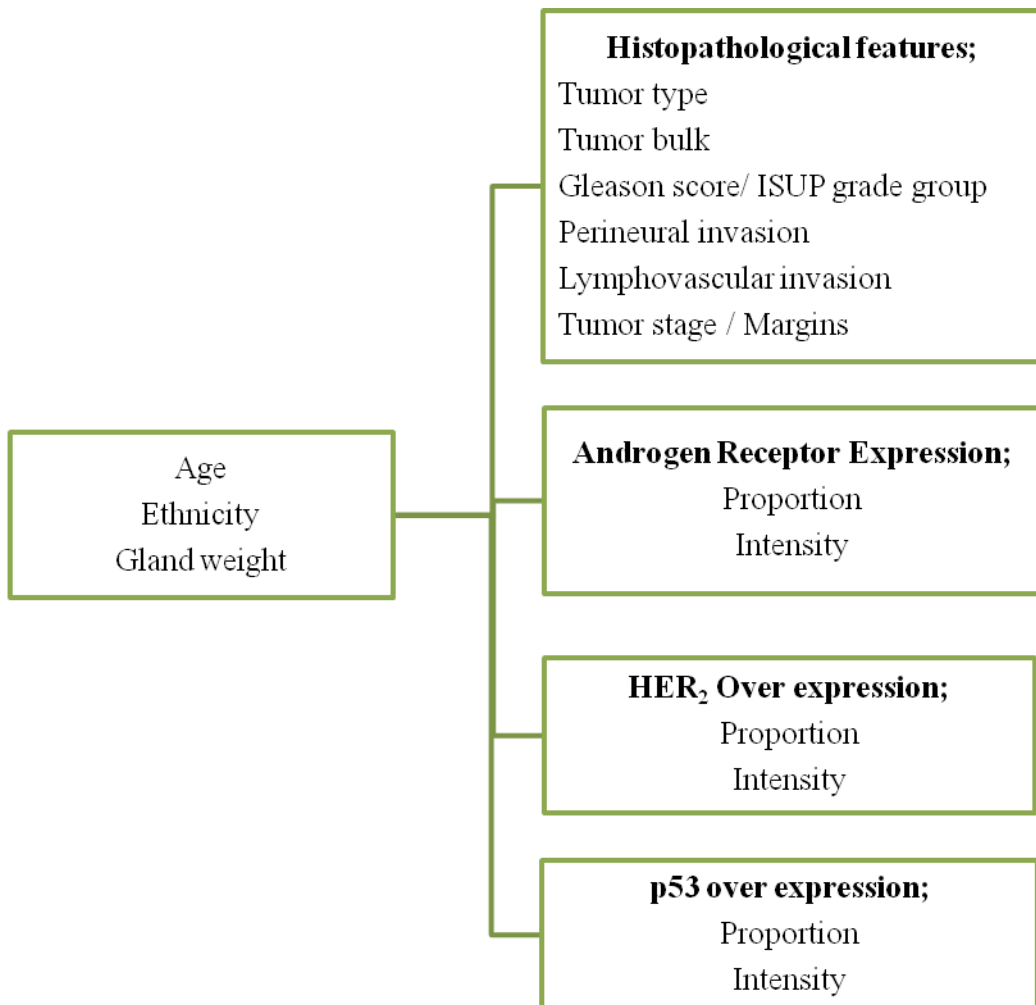 Histopathological features;
Tumor type
Tumor bulk
Gleason score/ ISUP grade group
Perineural invasion
Lymphovascular invasion
Tumor stage / Margins
Age
Ethnicity
Gland weight
Androgen Receptor Expression;
Proportion
Intensity
HER₂ Over expression;
Proportion
Intensity
p53 over expression;
Proportion
Intensity